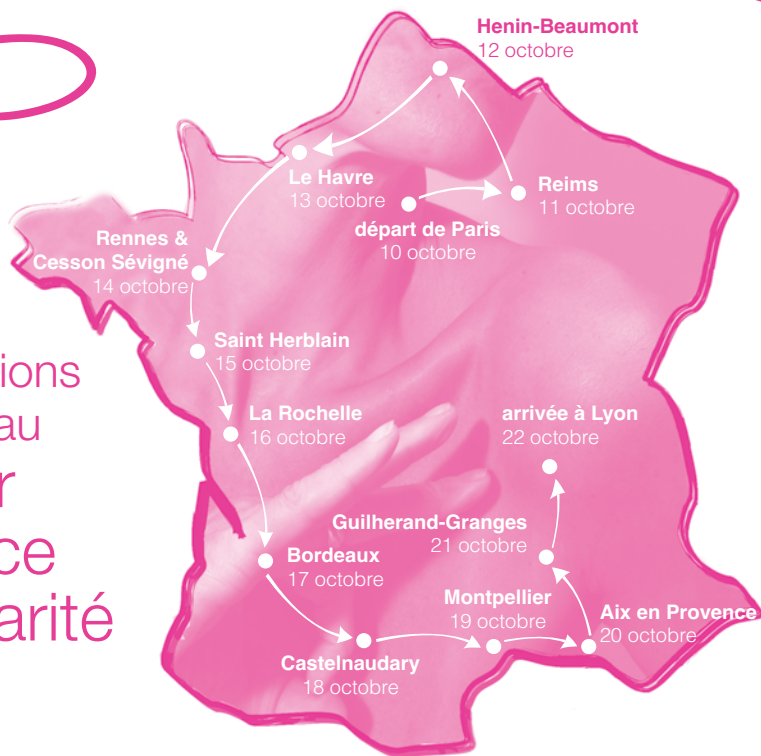 Henin-Beaumont
12 octobre
Le Havre
13 octobre
Reims
11 octobre
départ de Paris
10 octobre
Rennes &
Cesson Sévigné
14 octobre
Saint Herblain
15 octobre
La Rochelle
16 octobre
arrivée à Lyon
22 octobre
Guilherand-Granges
21 octobre
Bordeaux
17 octobre
Montpellier
19 octobre
Aix en Provence
20 octobre
Castelnaudary
18 octobre
ions
au
r
ce
arité